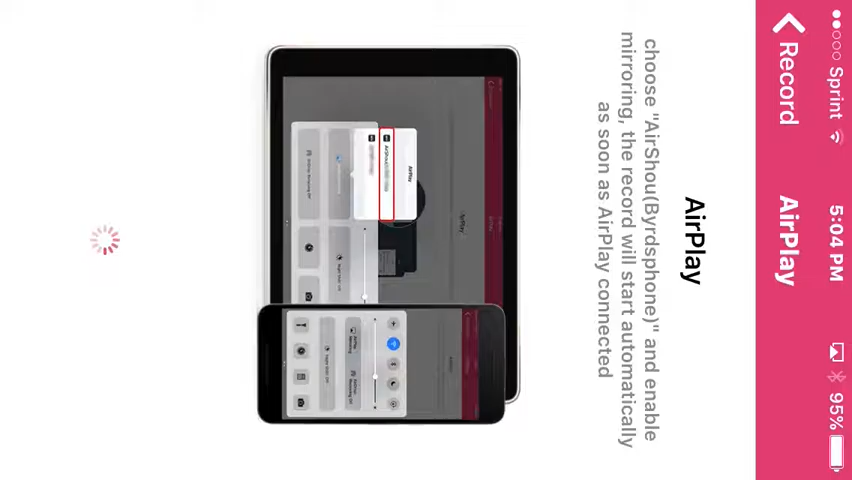 Sprint 5:04 PM 95%
Record AirPlay
AirPlay
choose "AirShou(Byrdsphone)" and enable
mirroring, the record will start automatically
as soon as AirPlay connected
AirPlay